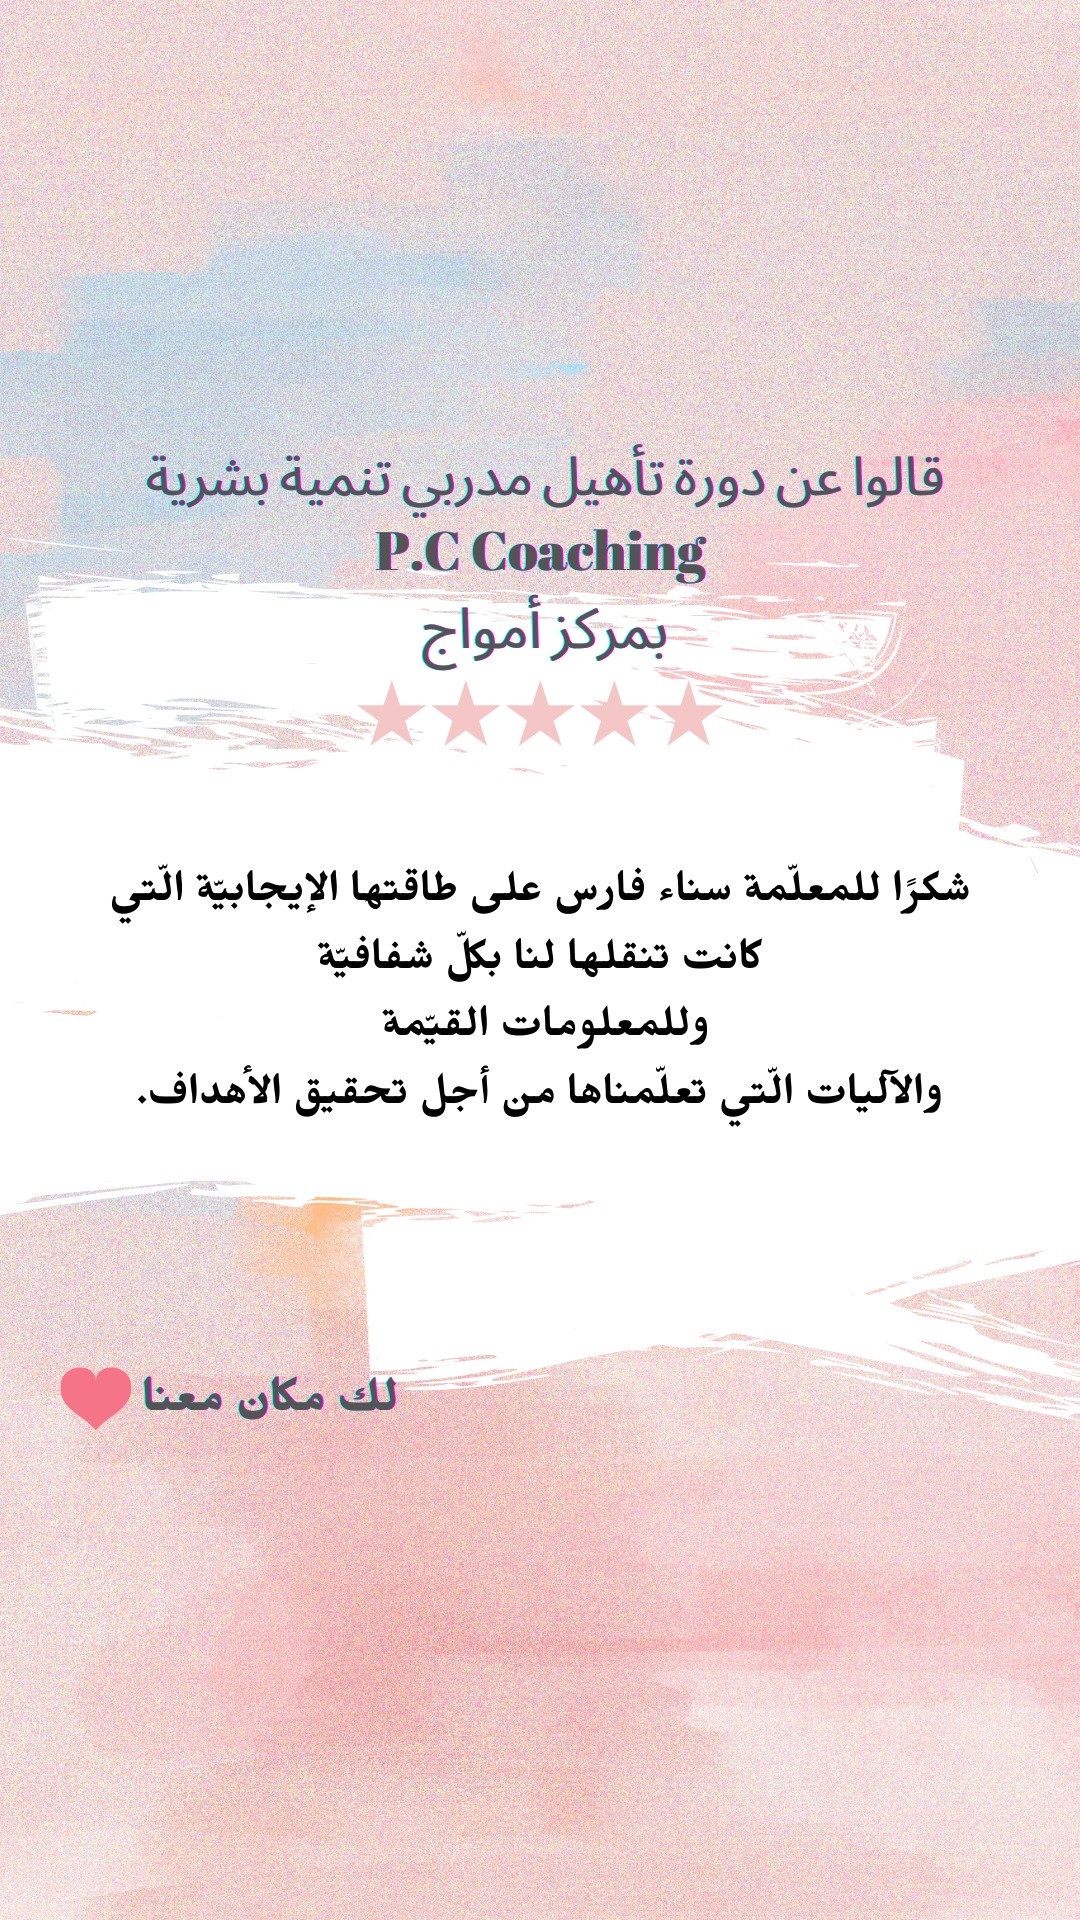 قالوا عن دورة تأهيل مدربي تنمية بشرية
P.C Coaching
بمركز أمواج
شكرًا للمعلّمة سناء فارس على طاقتها الإيجابيّة الّتي
كانت تنقلها لنا بكلّ شفافيّة
وللمعلومات القيّمة
والآليات الّتي تعلّمناها من أجل تحقيق الأهداف.
لك مكان معنا